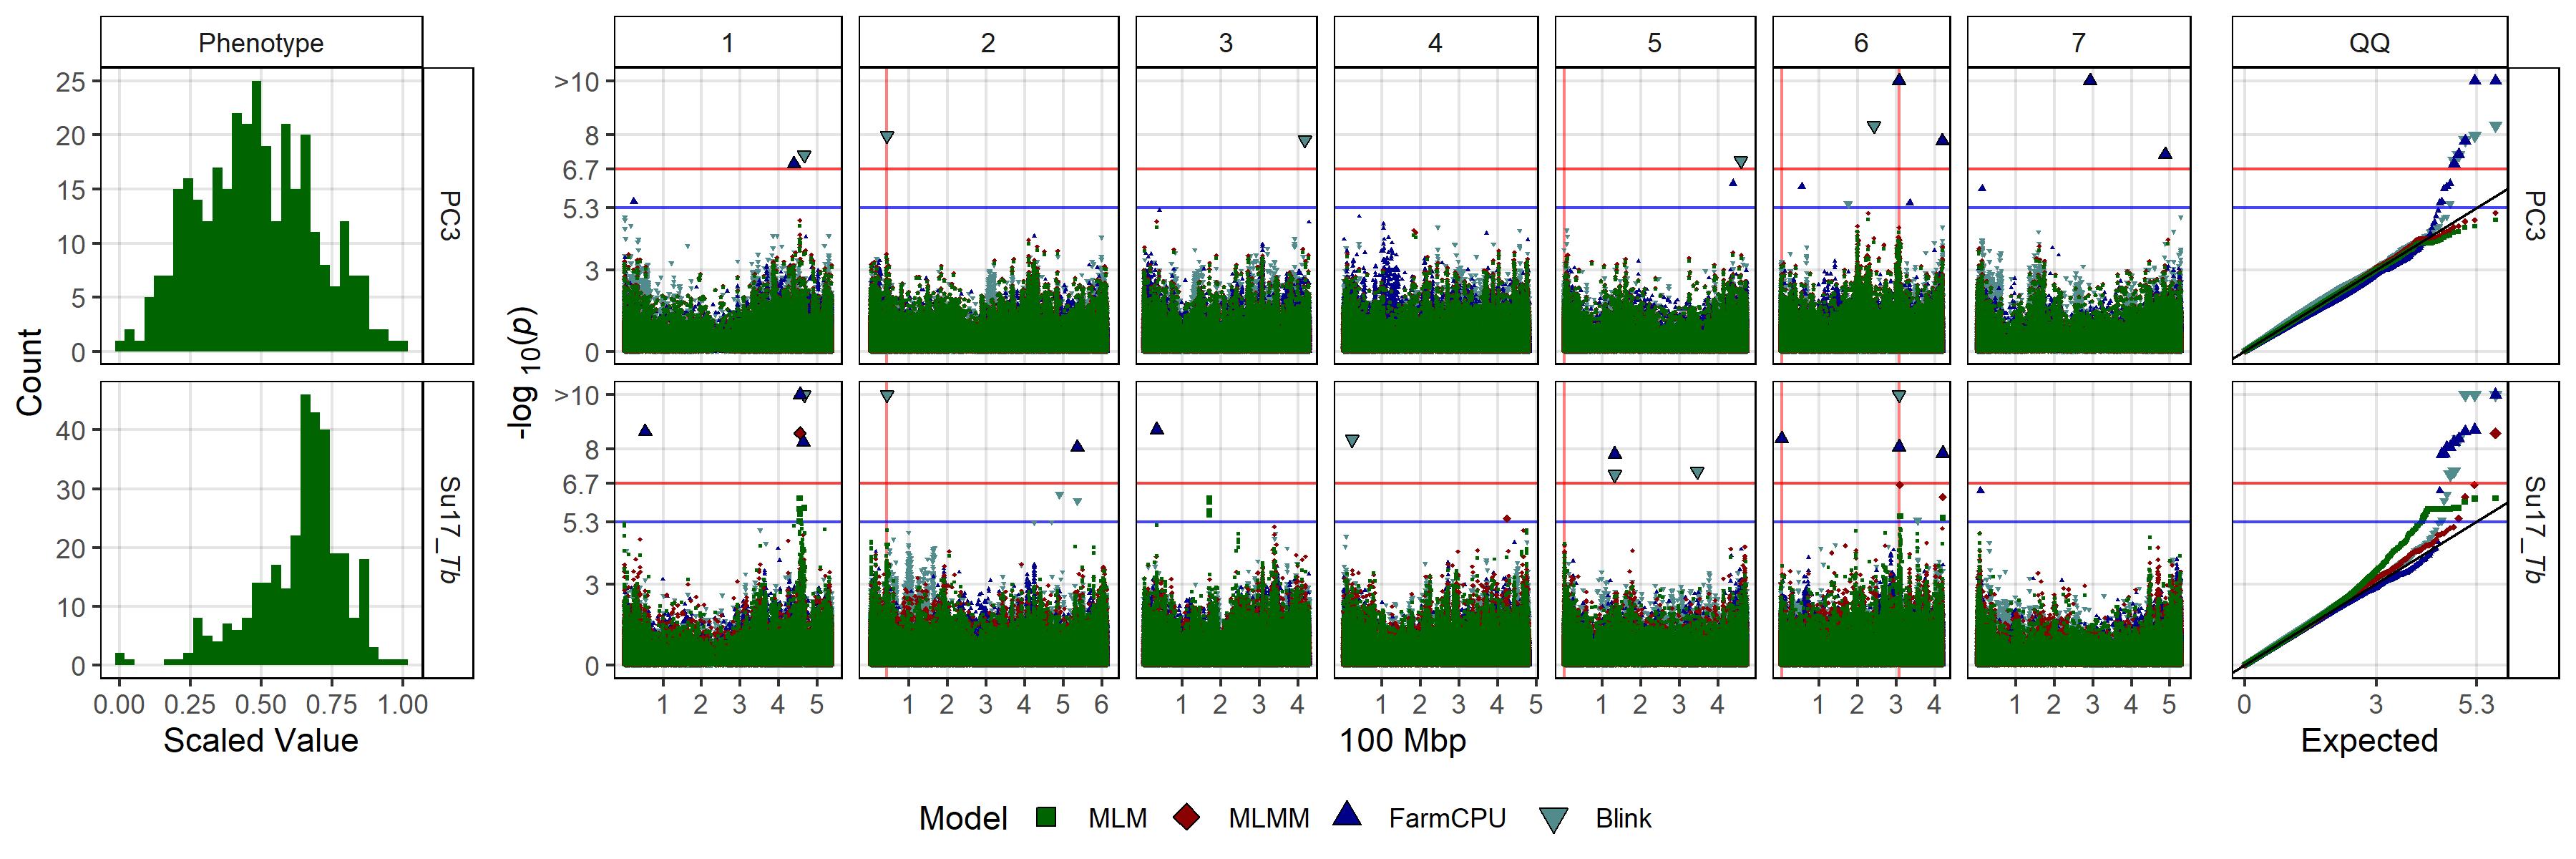 Phenotype
1
2
3
4
5
6
7
QQ
Count
25
20
15
10
5
0
PC3
-log 10(p)
>10
8
6.7
5.3
3
0
PC3
40
30
20
10
0
Su17_Tb
>10
8
6.7
5.3
3
0
Su17_Tb
0.00 0.25 0.50 0.75 1.00
1 2 3 4 5
1 2 3 4 5 6
1 2 3 4
1 2 3 4 5
1 2 3 4
1 2 3 4
1 2 3 4 5
0 3 5.3
Scaled Value
100 Mbp
Expected
Model MLM MLMM FarmCPU Blink